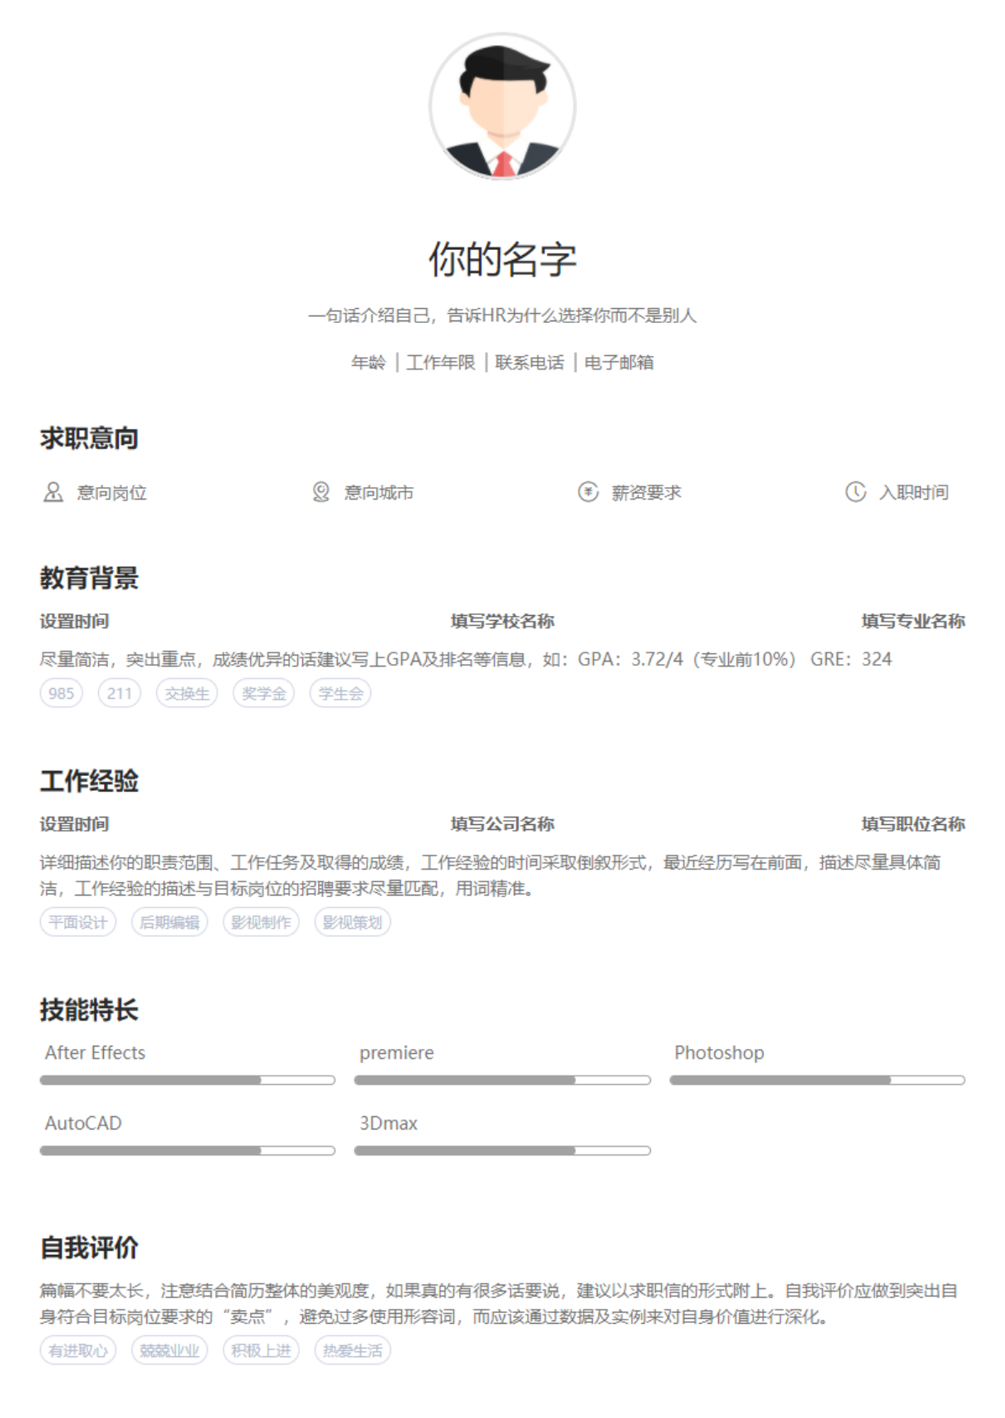 你的名字
一句话介绍自己，告诉HR为什么选择你而不是别人
年龄 | 工作年限 | 联系电话 | 电子邮箱
求职意向
意向岗位 意向城市 薪资要求 入职时间
教育背景
设置时间 填写学校名称 填写专业名称
尽量简洁，突出重点，成绩优异的话建议写上GPA及排名等信息，如：GPA：3.72/4（专业前10%） GRE：324
985 211 交换生 奖学金 学生会
工作经验
设置时间 填写公司名称 填写职位名称
详细描述你的职责范围、工作任务及取得的成绩，工作经验的时间采取倒叙形式，最近经历写在前面，描述尽量具体简
洁，工作经验的描述与目标岗位的招聘要求尽量匹配，用词精准。
平面设计 后期编辑 影视制作 影视策划
技能特长
After Effects premiere Photoshop
AutoCAD 3Dmax
自我评价
篇幅不要太长，注意结合简历整体的美观度，如果真的有很多话要说，建议以求职信的形式附上。自我评价应做到突出自
身符合目标岗位要求的“卖点”，避免过多使用形容词，而应该通过数据及实例来对自身价值进行深化。
有进取心 兢兢业业 积极上进 热爱生活